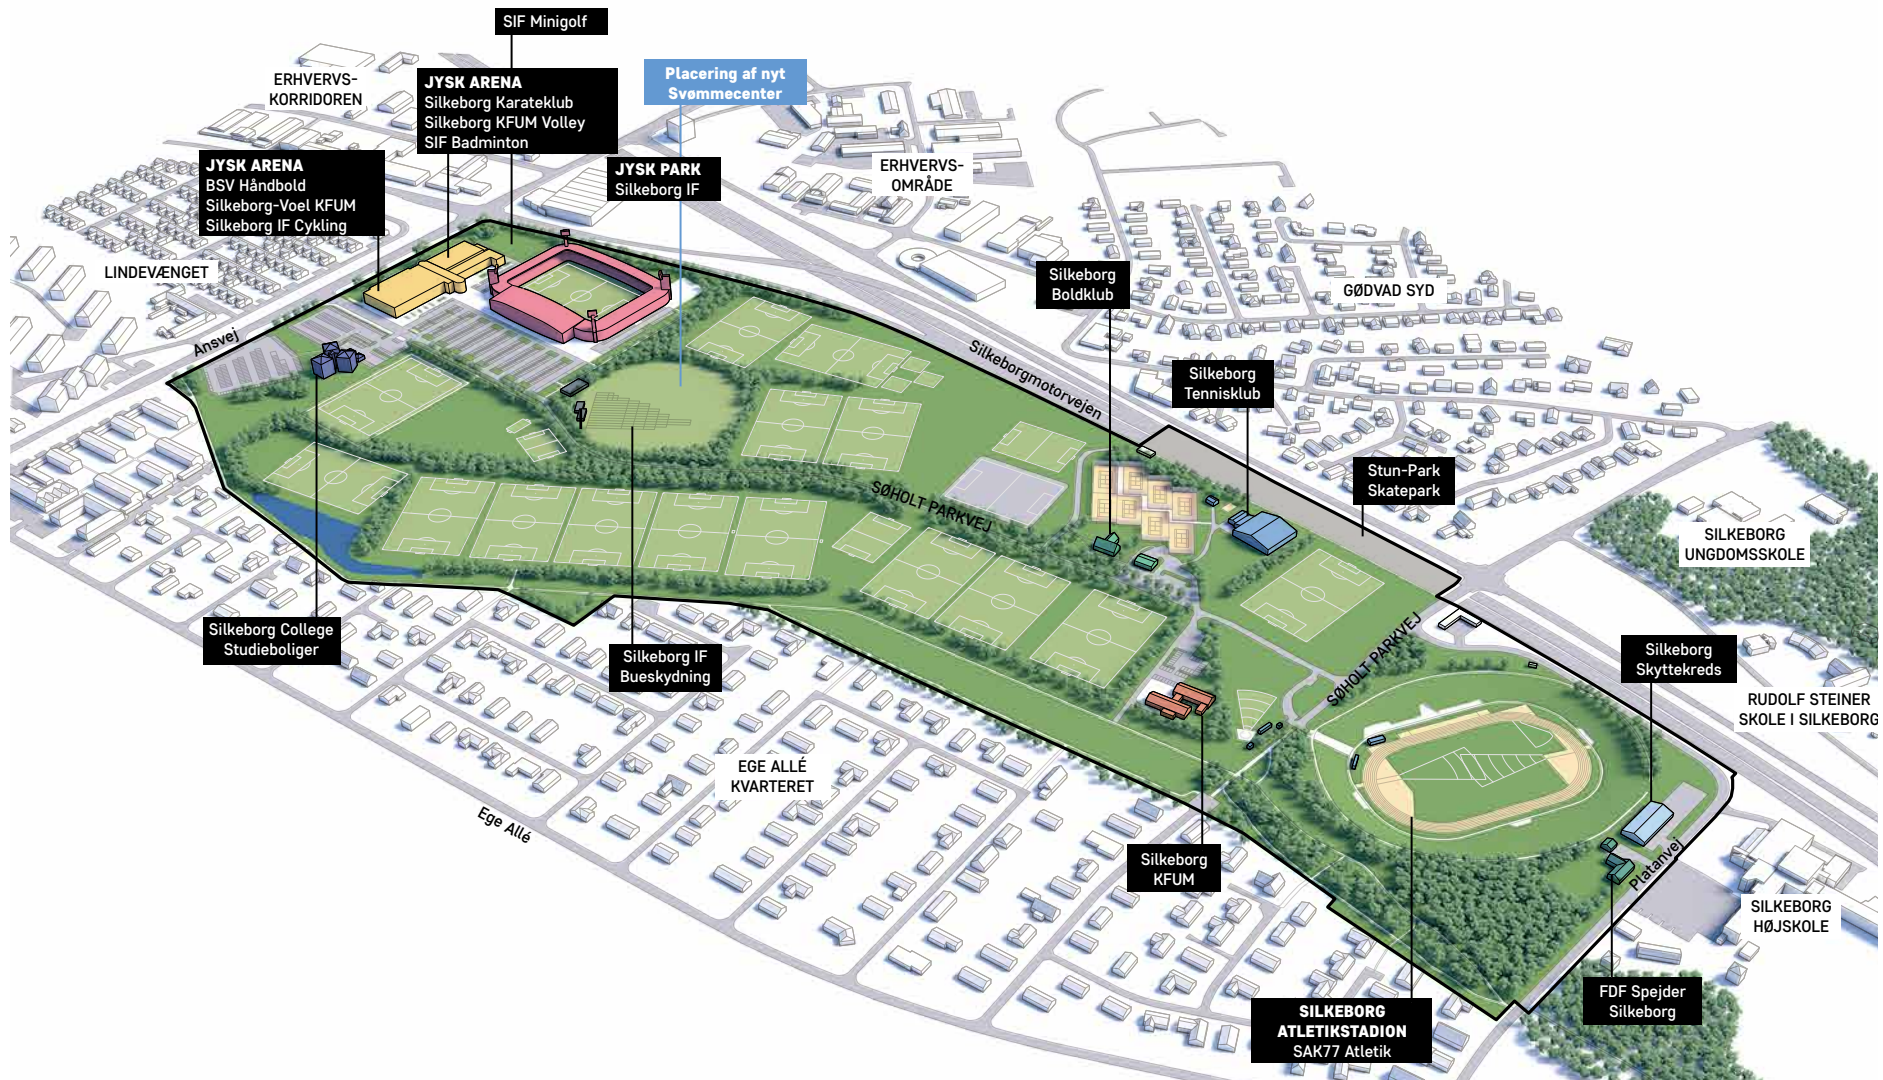 SIF Minigolf
ERHVERVS-
KORRIDOREN
JYSK ARENA
Silkeborg Karateklub
Silkeborg KFUM Volley
SIF Badminton
Placering af nyt
Svømmecenter
JYSK ARENA
BSV Håndbold
Silkeborg-Voel KFUM
Silkeborg IF Cykling
JYSK PARK
Silkeborg IF
ERHVERVS-
OMRÅDE
LINDEVÆNGET
Silkeborg
Boldklub
GØDVAD SYD
Ansvej
Silkeborgmotorvejen
Silkeborg
Tennisklub
Stun-Park
Skatepark
SØHOLT PARKVEJ
SILKEBORG
UNGDOMSSKOLE
Silkeborg College
Studieboliger
Silkeborg IF
Bueskydning
SØHOLT PARKVEJ
Silkeborg
Skyttekreds
RUDOLF STEINER
SKOLE I SILKEBORG
EGE ALLÉ
KVARTERET
Ege Allé
Silkeborg
KFUM
Platanvej
SILKEBORG
HØJSKOLE
FDF Spejder
Silkeborg
SILKEBORG
ATLETIKSTADION
SAK77 Atletik